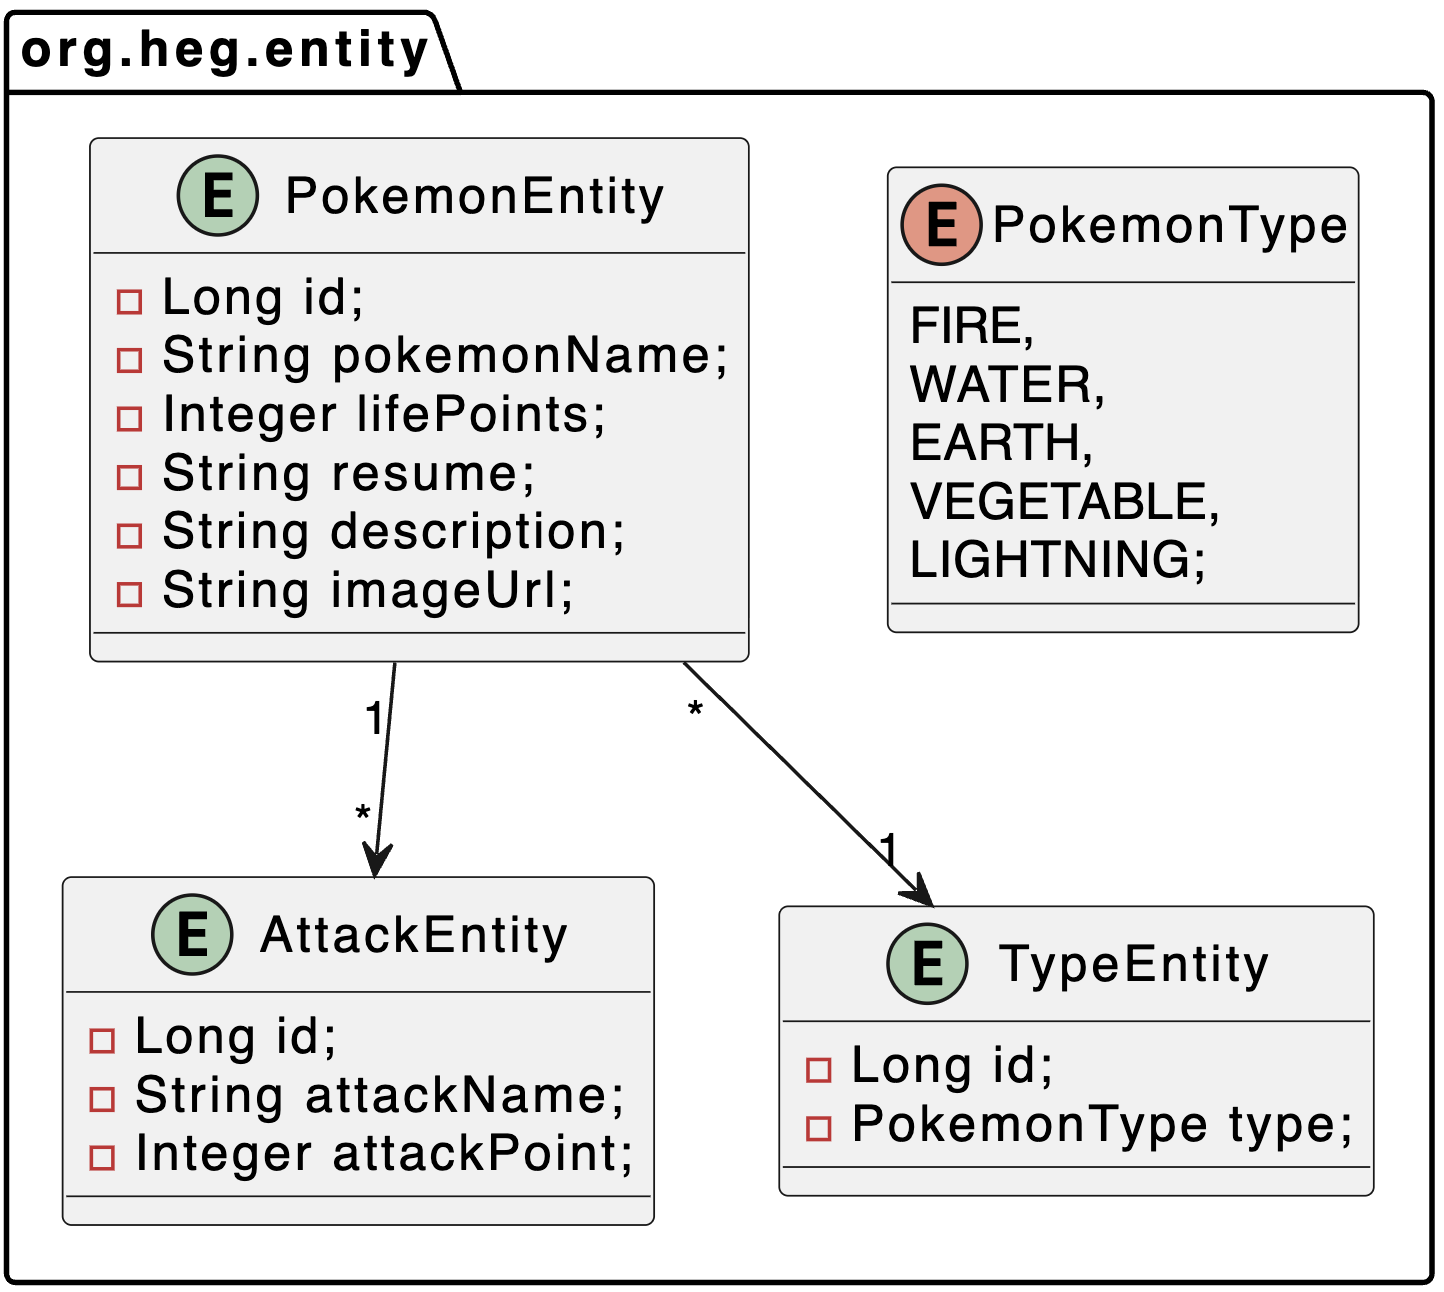 org.heg.entity
E PokemonEntity
Long id;
String pokemonName;
Integer lifePoints;
String resume;
String description;
String imageUrl;
E PokemonType
FIRE,
WATER,
EARTH,
VEGETABLE,
LIGHTNING;
1
*
*
1
E AttackEntity
Long id;
String attackName;
Integer attackPoint;
E TypeEntity
Long id;
PokemonType type;